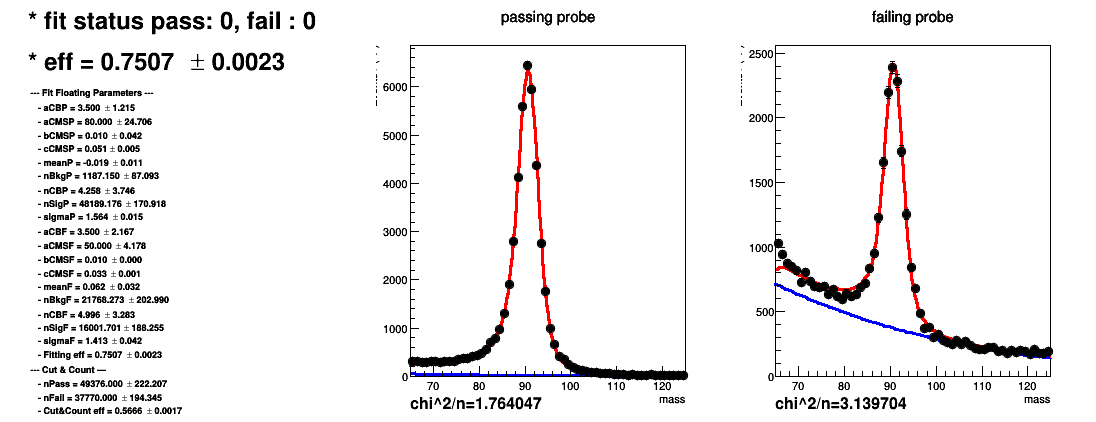 * fit status pass: 0, fail : 0
* eff = 0.7507 ± 0.0023
--- Fit Floating Parameters ---
- aCBP = 3.500 ± 1.215
- aCMSP = 80.000 ± 24.706
- bCMSP = 0.010 ± 0.042
- cCMSP = 0.051 ± 0.005
- meanP = -0.019 ± 0.011
- nBkgP = 1187.150 ± 87.093
- nCBP = 4.258 ± 3.746
- nSigP = 48189.176 ± 170.918
- sigmaP = 1.564 ± 0.015
- aCBF = 3.500 ± 2.167
- aCMSF = 50.000 ± 4.178
- bCMSF = 0.010 ± 0.000
- cCMSF = 0.033 ± 0.001
- meanF = 0.062 ± 0.032
- nBkgF = 21768.273 ± 202.990
- nCBF = 4.996 ± 3.283
- nSigF = 16001.701 ± 188.255
- sigmaF = 1.413 ± 0.042
- Fitting eff = 0.7507 ± 0.0023
--- Cut & Count ---
- nPass = 49376.000 ± 222.207
- nFail = 37770.000 ± 194.345
- Cut&Count eff = 0.5666 ± 0.0017
passing probe
6000
5000
4000
3000
2000
1000
0
70 80 90 100 110 120
mass
chi^2/n=1.764047
failing probe
2500
2000
1500
1000
500
0
70 80 90 100 110 120
mass
chi^2/n=3.139704